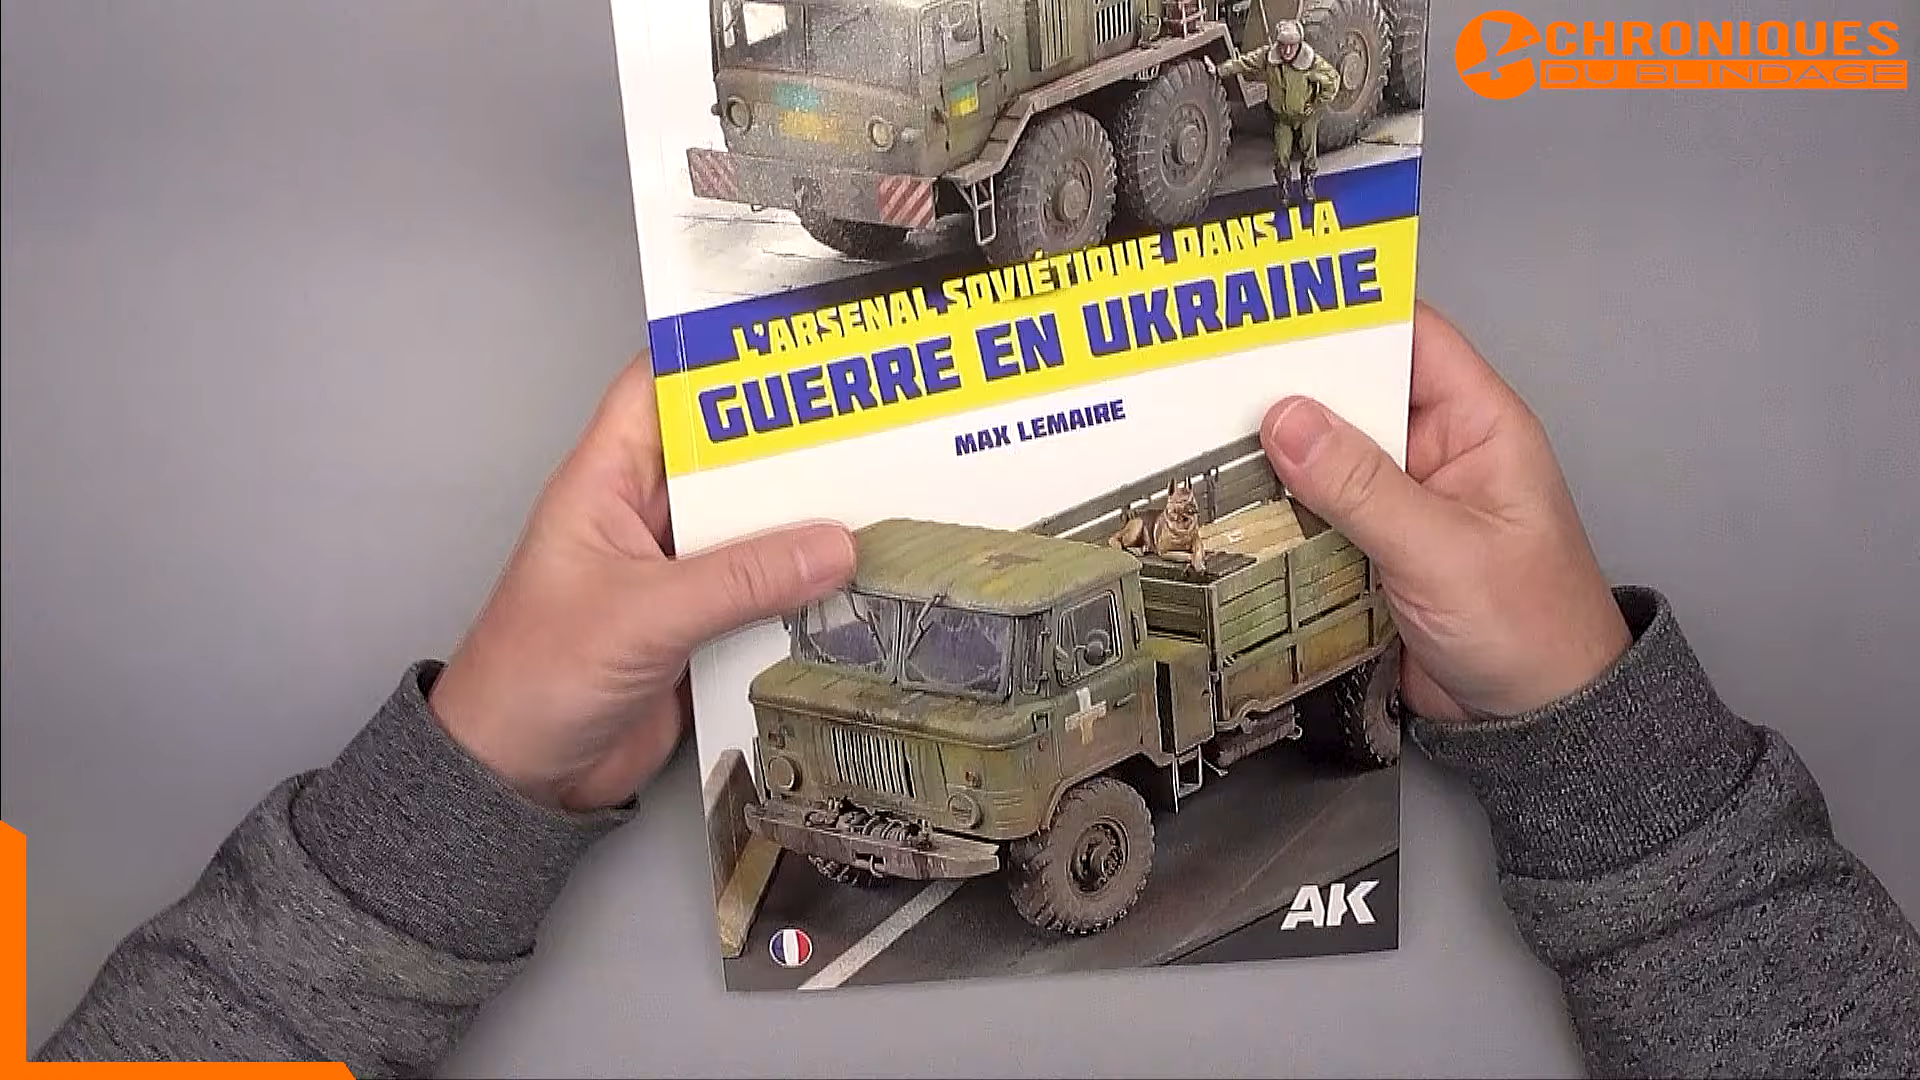 CHRONIQUES
DU BLINDAGE
L'ARSENAL SOVIÉTIQUE DANS LA
GUERRE EN UKRAINE
MAX LEMAIRE
AK